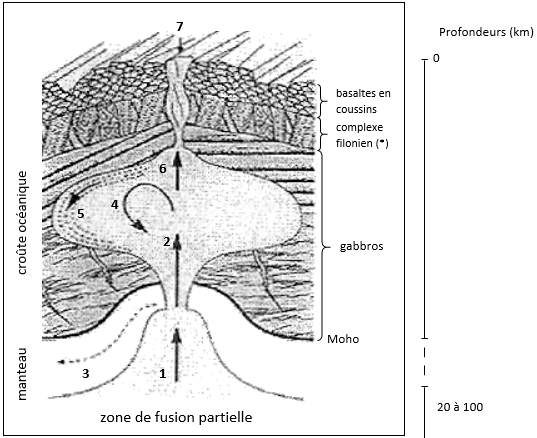 7
Profondeurs (km)
0
basaltes en
coussins
complexe
filonien (*)
6
4
5
2
croûte océanique
gabbros
Moho
manteau
3
1
20 à 100
zone de fusion partielle